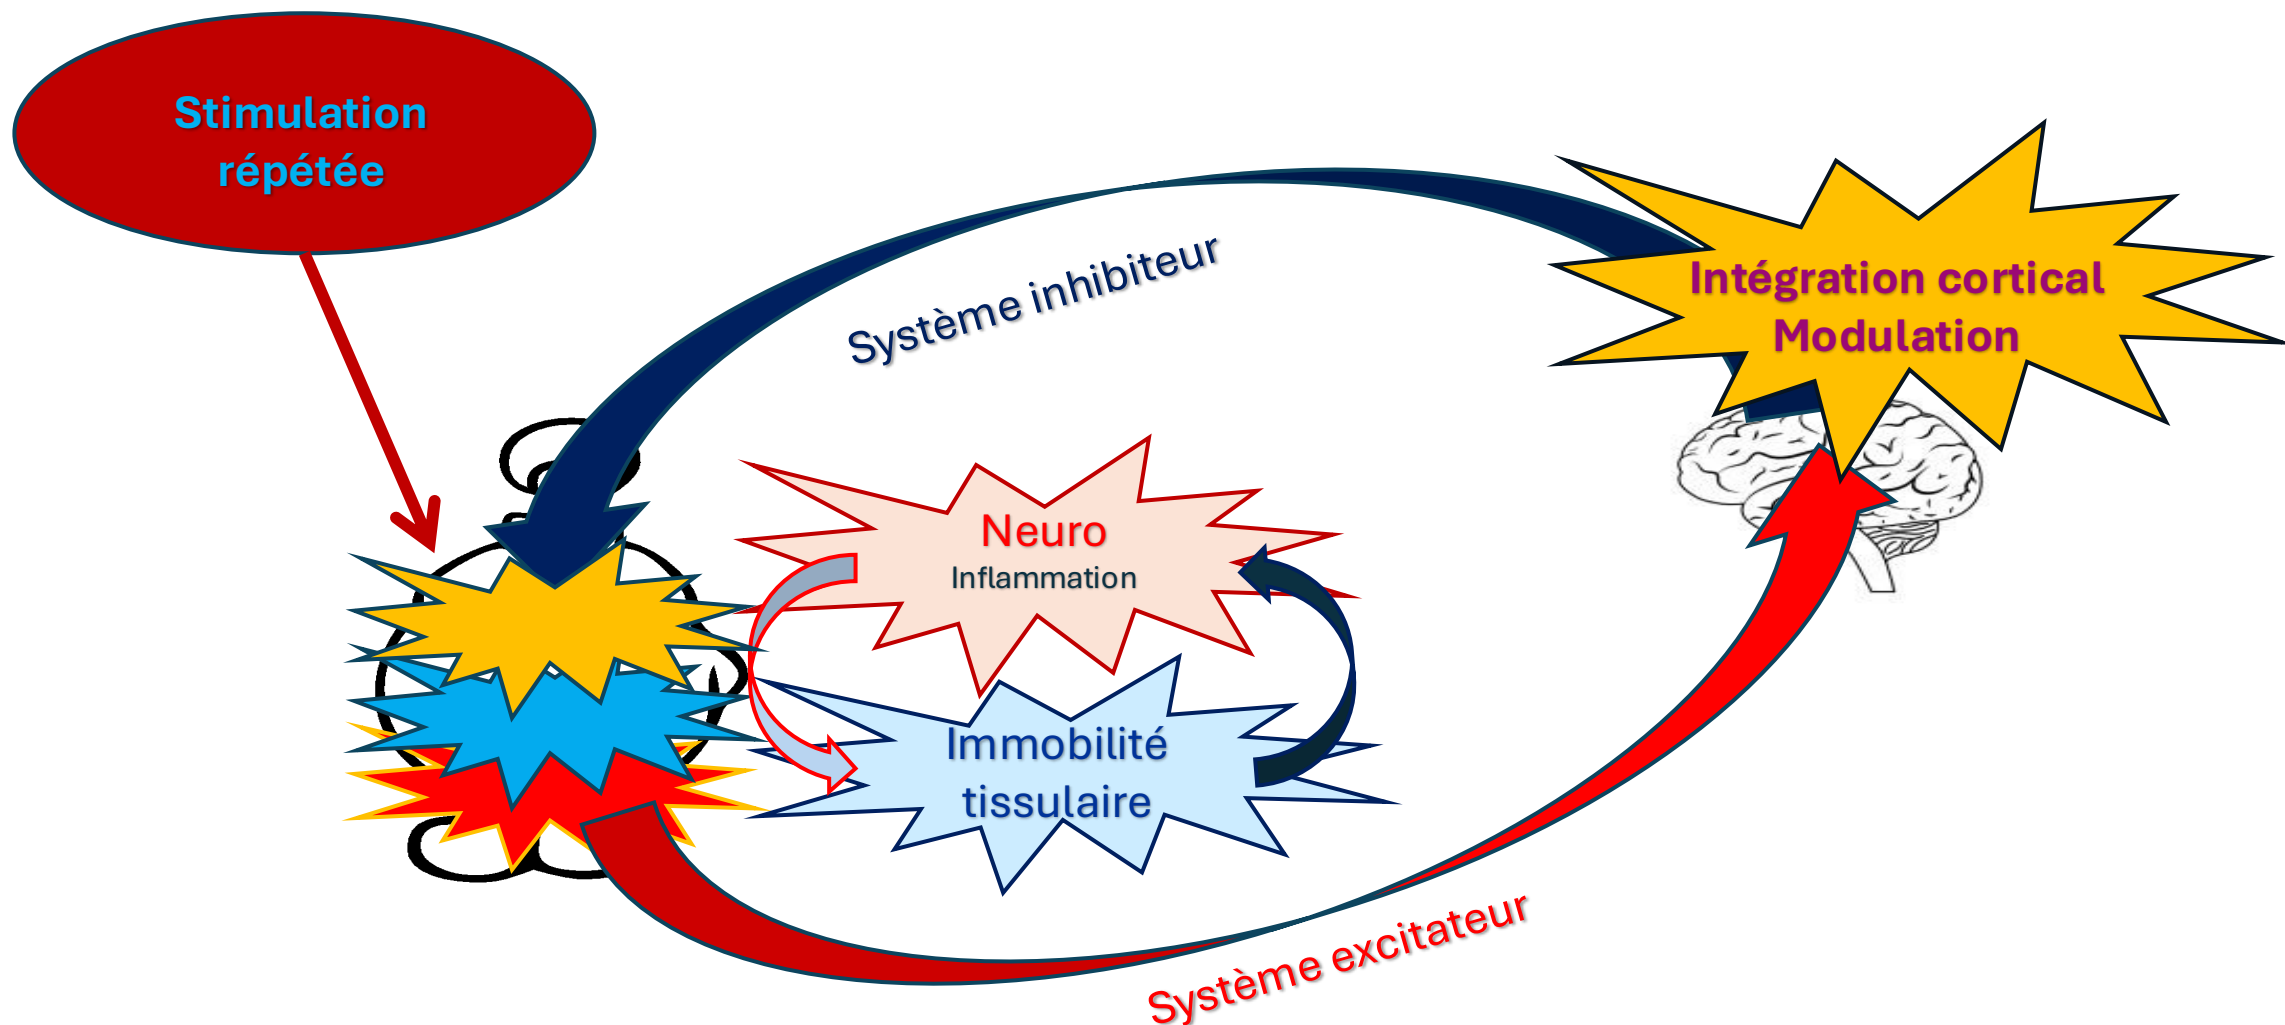 Stimulation
répétée
Système inhibiteur
Intégration cortical
Modulation
Neuro
Inflammation
Immobilité
tissulaire
Système excitateur